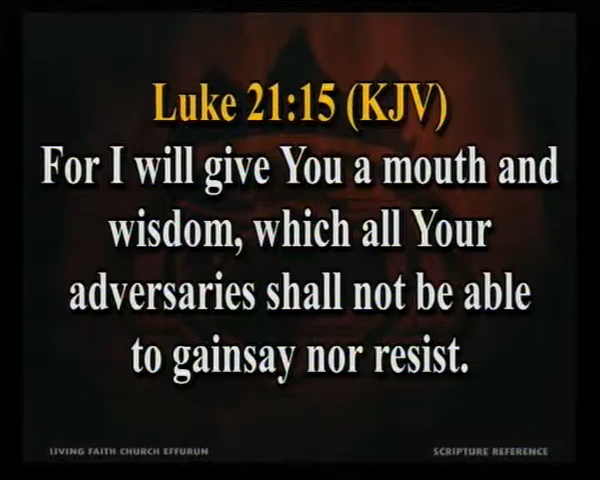 Luke 21:15 (KJV)
For I will give You a mouth and
wisdom, which all Your
adversaries shall not be able
to gainsay nor resist.
LIVING FAITH CHURCH EFFURUN
SCRIPTURE REFERENCE